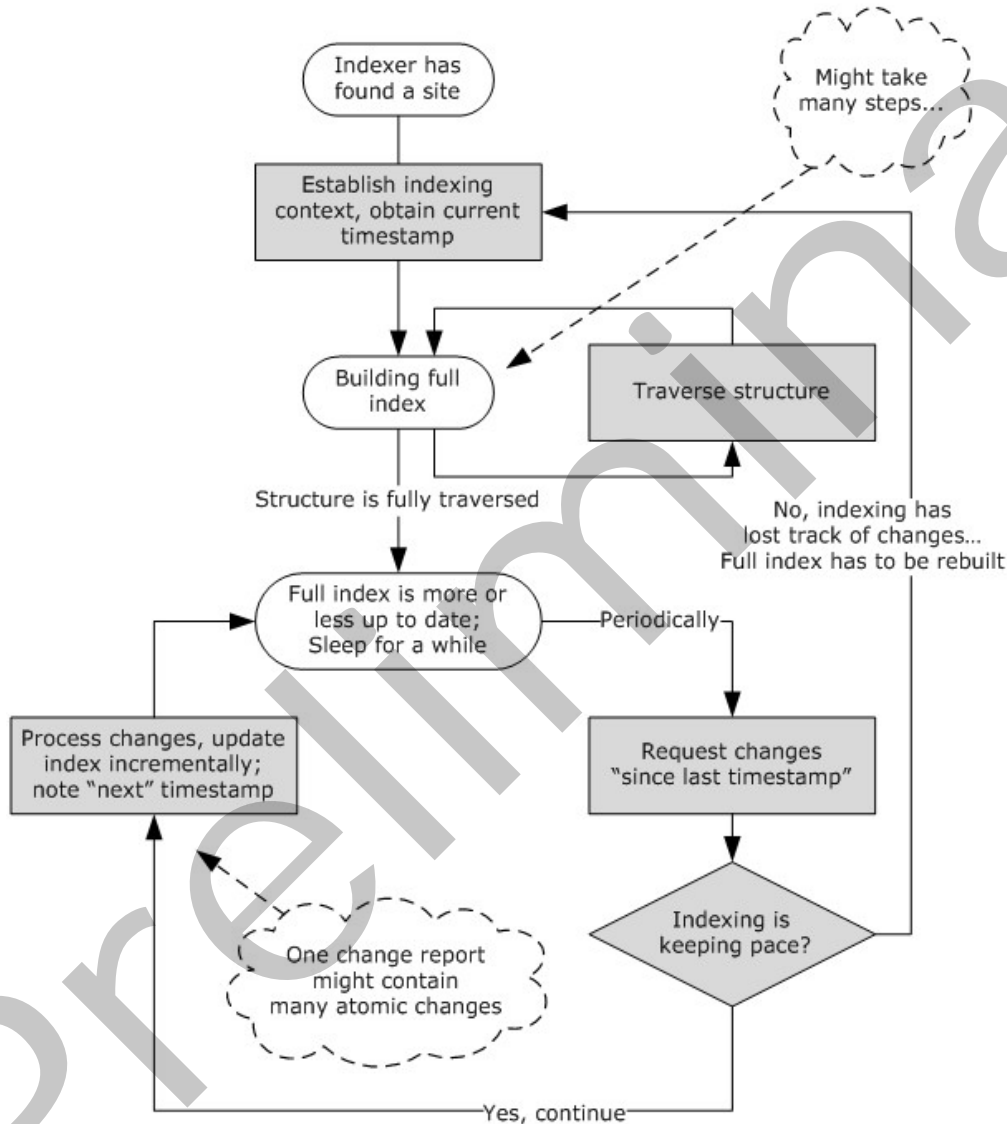 Indexer has
found a site
Might take
many steps...
Establish indexing
context, obtain current
timestamp
Building full
index
Traverse structure
Structure is fully traversed
No, indexing has
lost track of changes...
Full index has to be rebuilt
Full index is more or
less up to date;
Sleep for a while
Periodically
Process changes, update
index incrementally;
note “next” timestamp
Request changes
“since last timestamp”
Indexing is
keeping pace?
One change report
might contain
many atomic changes
Yes, continue
Prelimina